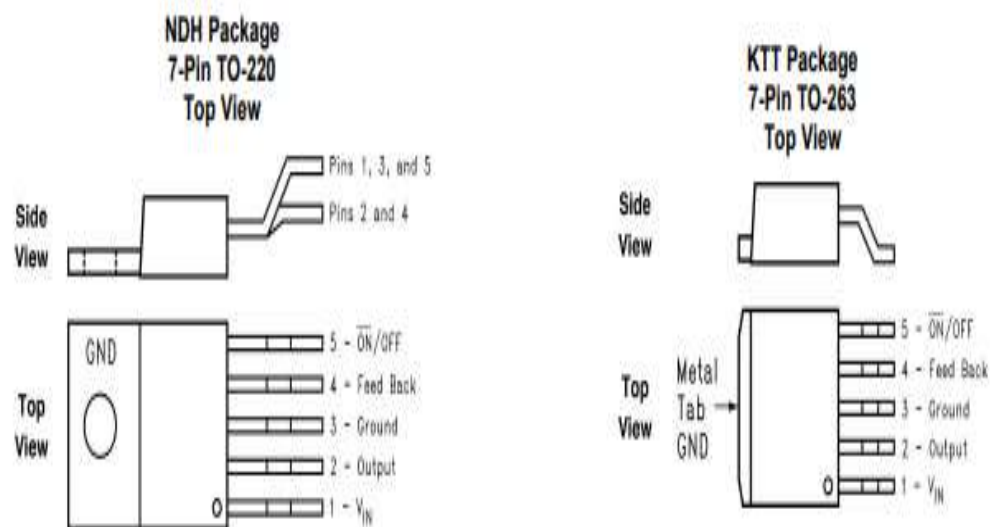 NDH Package
7-Pin TO-220
Top View
Side
View
Pins 1, 3, and 5
Pins 2 and 4
Top
View
GND
5 - O̅N̅/OFF
4 - Feed Back
3 - Ground
2 - Output
1 - VIN
KTT Package
7-Pin TO-263
Top View
Side
View
Top
View
Metal
Tab
GND
5 - O̅N̅/OFF
4 - Feed Back
3 - Ground
2 - Output
1 - VIN